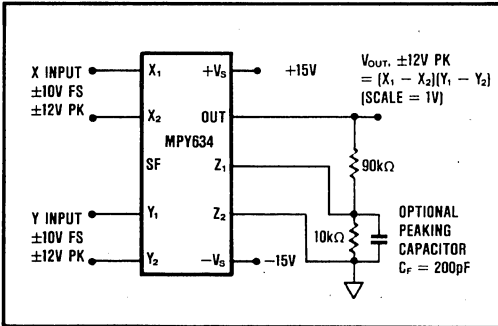 X INPUT
±10V FS
±12V PK
Y INPUT
±10V FS
±12V PK
X₁
X₂
SF
Y₁
Y₂
MPY634
+Vₛ
OUT
Z₁
Z₂
−Vₛ
+15V
−15V
VOUT, ±12V PK
= (X₁ − X₂)(Y₁ − Y₂)
(SCALE = 1V)
90kΩ
10kΩ
OPTIONAL
PEAKING
CAPACITOR
C_F = 200pF